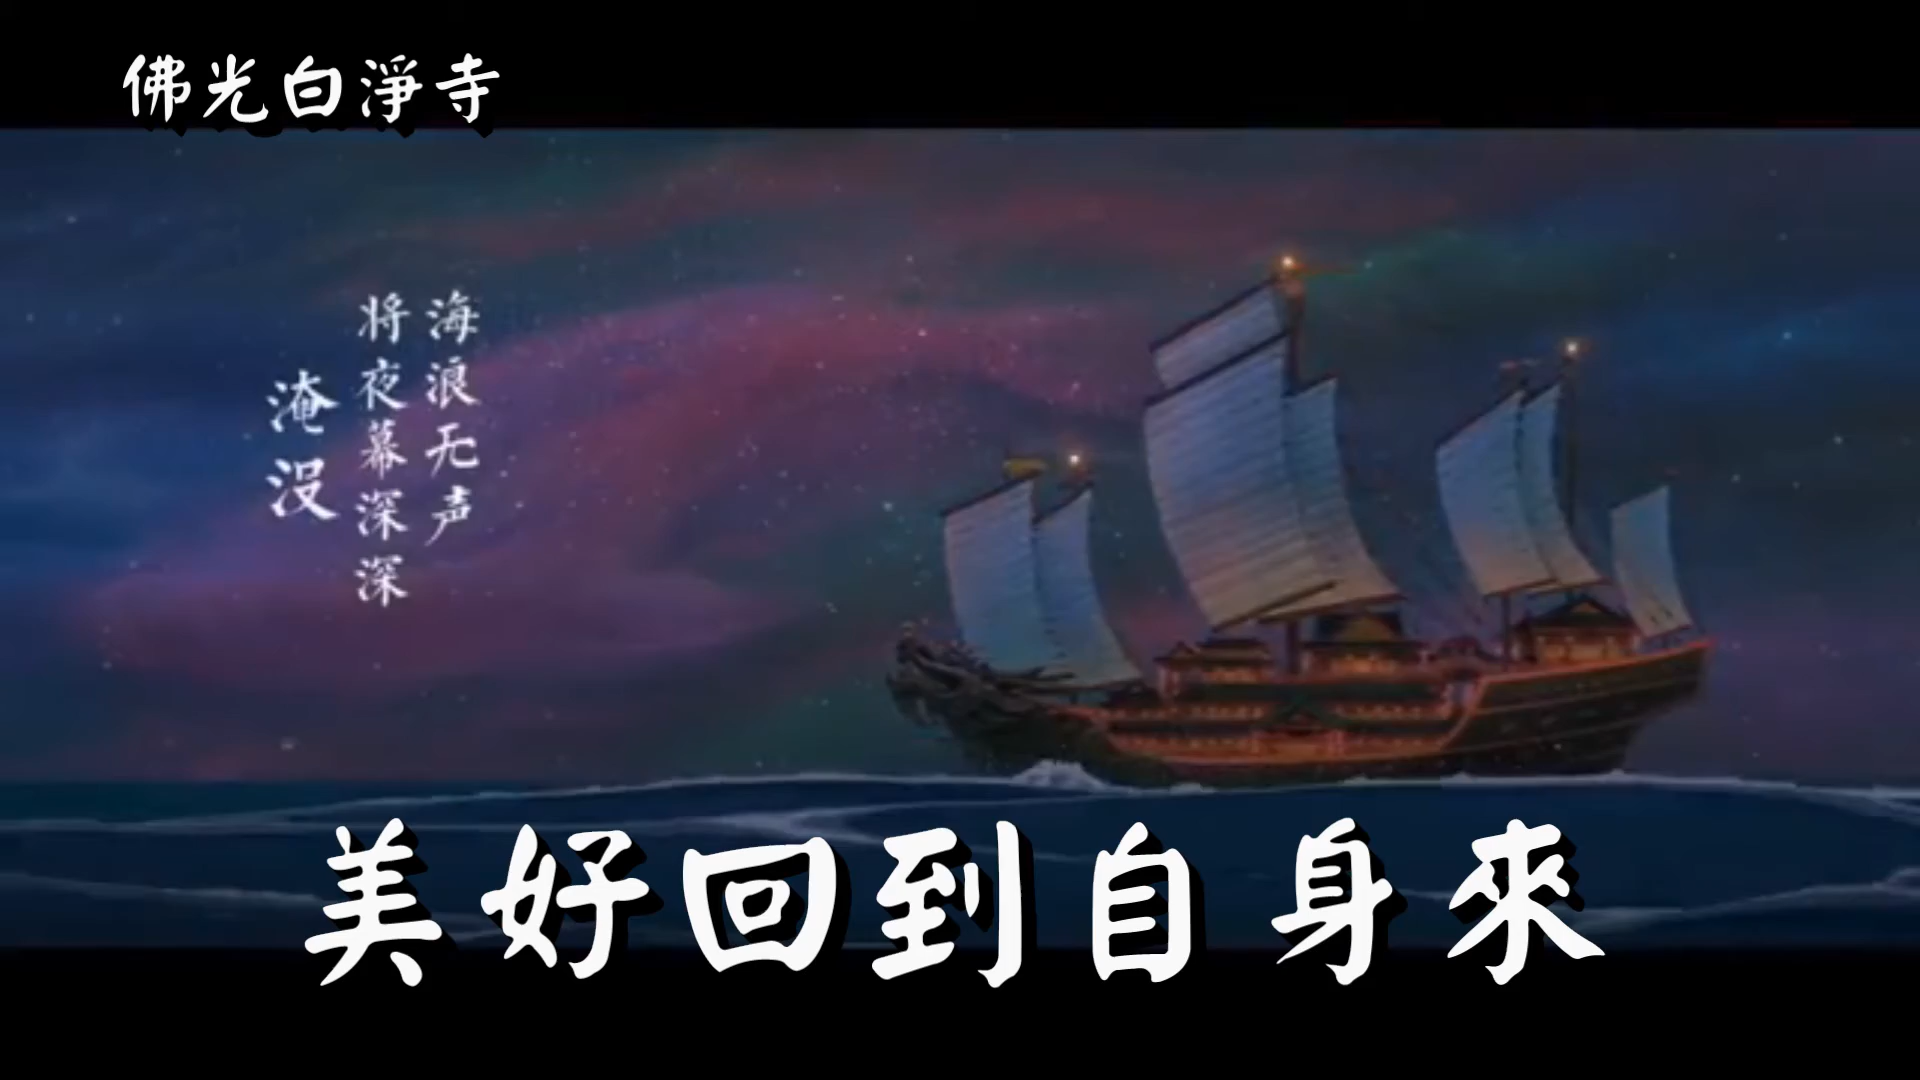 佛光白淨寺
海浪无声
将夜幕深深
淹没
美好回到自身來